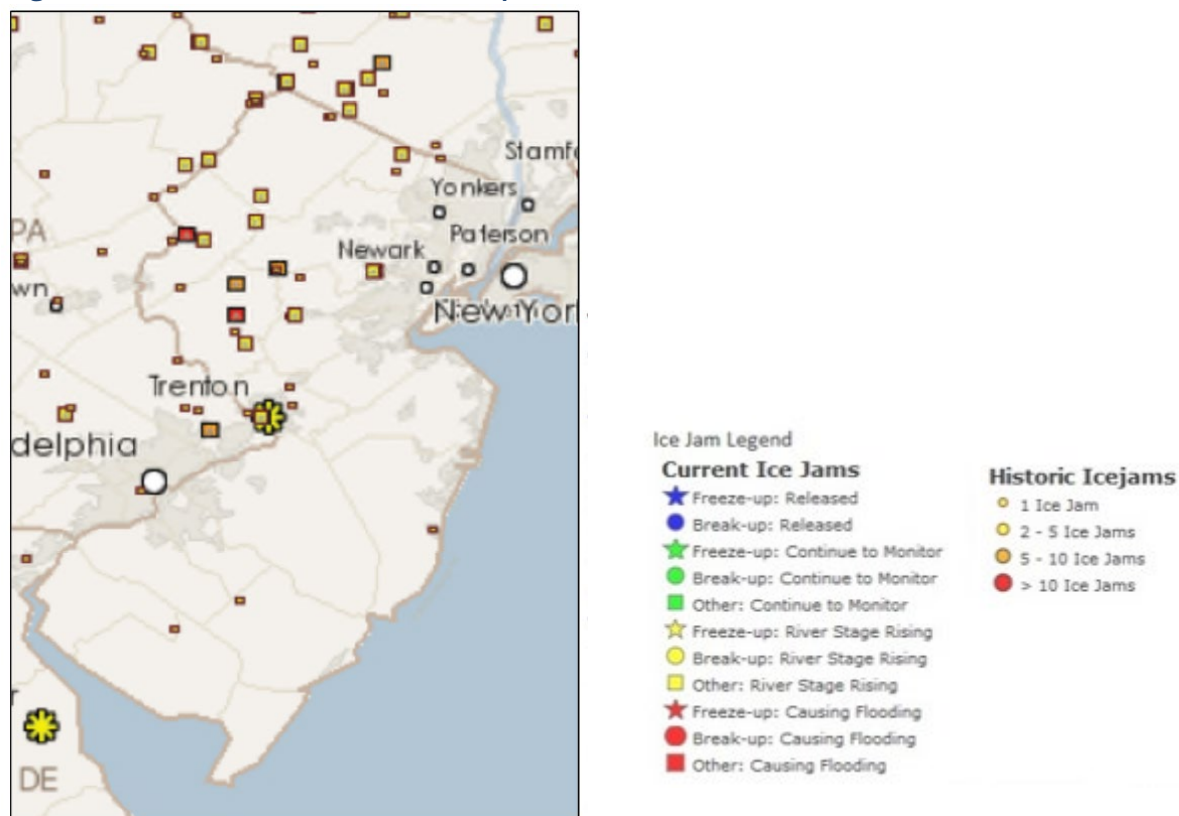 Stamf
Yonkers
PA
Paterson
Newark
wn
New York
Trenton
delphia
DE
Ice Jam Legend
Current Ice Jams
Freeze-up: Released
Break-up: Released
Freeze-up: Continue to Monitor
Break-up: Continue to Monitor
Other: Continue to Monitor
Freeze-up: River Stage Rising
Break-up: River Stage Rising
Other: River Stage Rising
Freeze-up: Causing Flooding
Break-up: Causing Flooding
Other: Causing Flooding
Historic Icejams
1 Ice Jam
2 - 5 Ice Jams
5 - 10 Ice Jams
> 10 Ice Jams